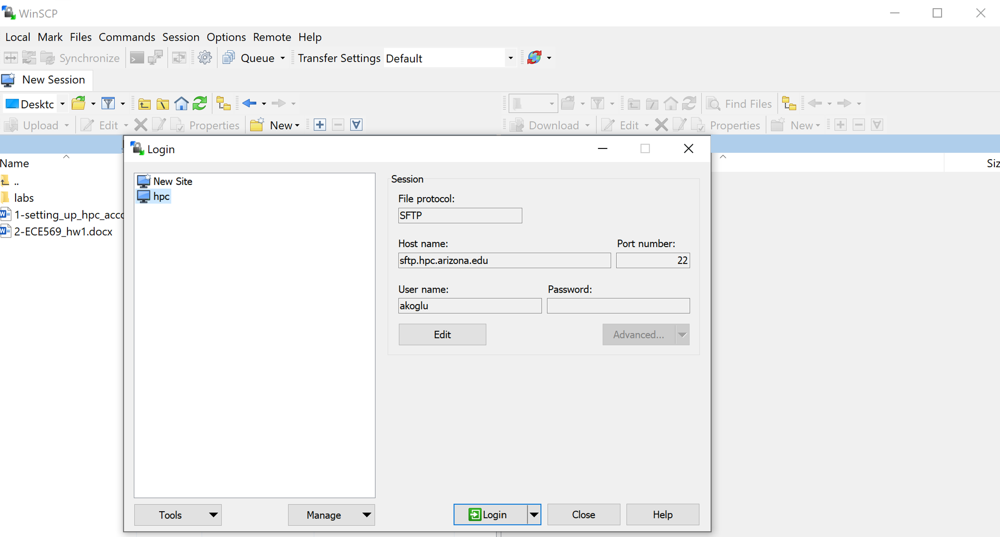 WinSCP
Local Mark Files Commands Session Options Remote Help
Synchronize Queue Transfer Settings Default
New Session
Desktc Find Files
Upload Edit Properties New Download Edit Properties New
Login
Name Siz
..
labs
1-setting_up_hpc_acco
2-ECE569_hw1.docx
New Site
hpc
Session
File protocol:
SFTP
Host name: Port number:
sftp.hpc.arizona.edu 22
User name: Password:
akoglu
Edit Advanced...
Tools Manage Login Close Help